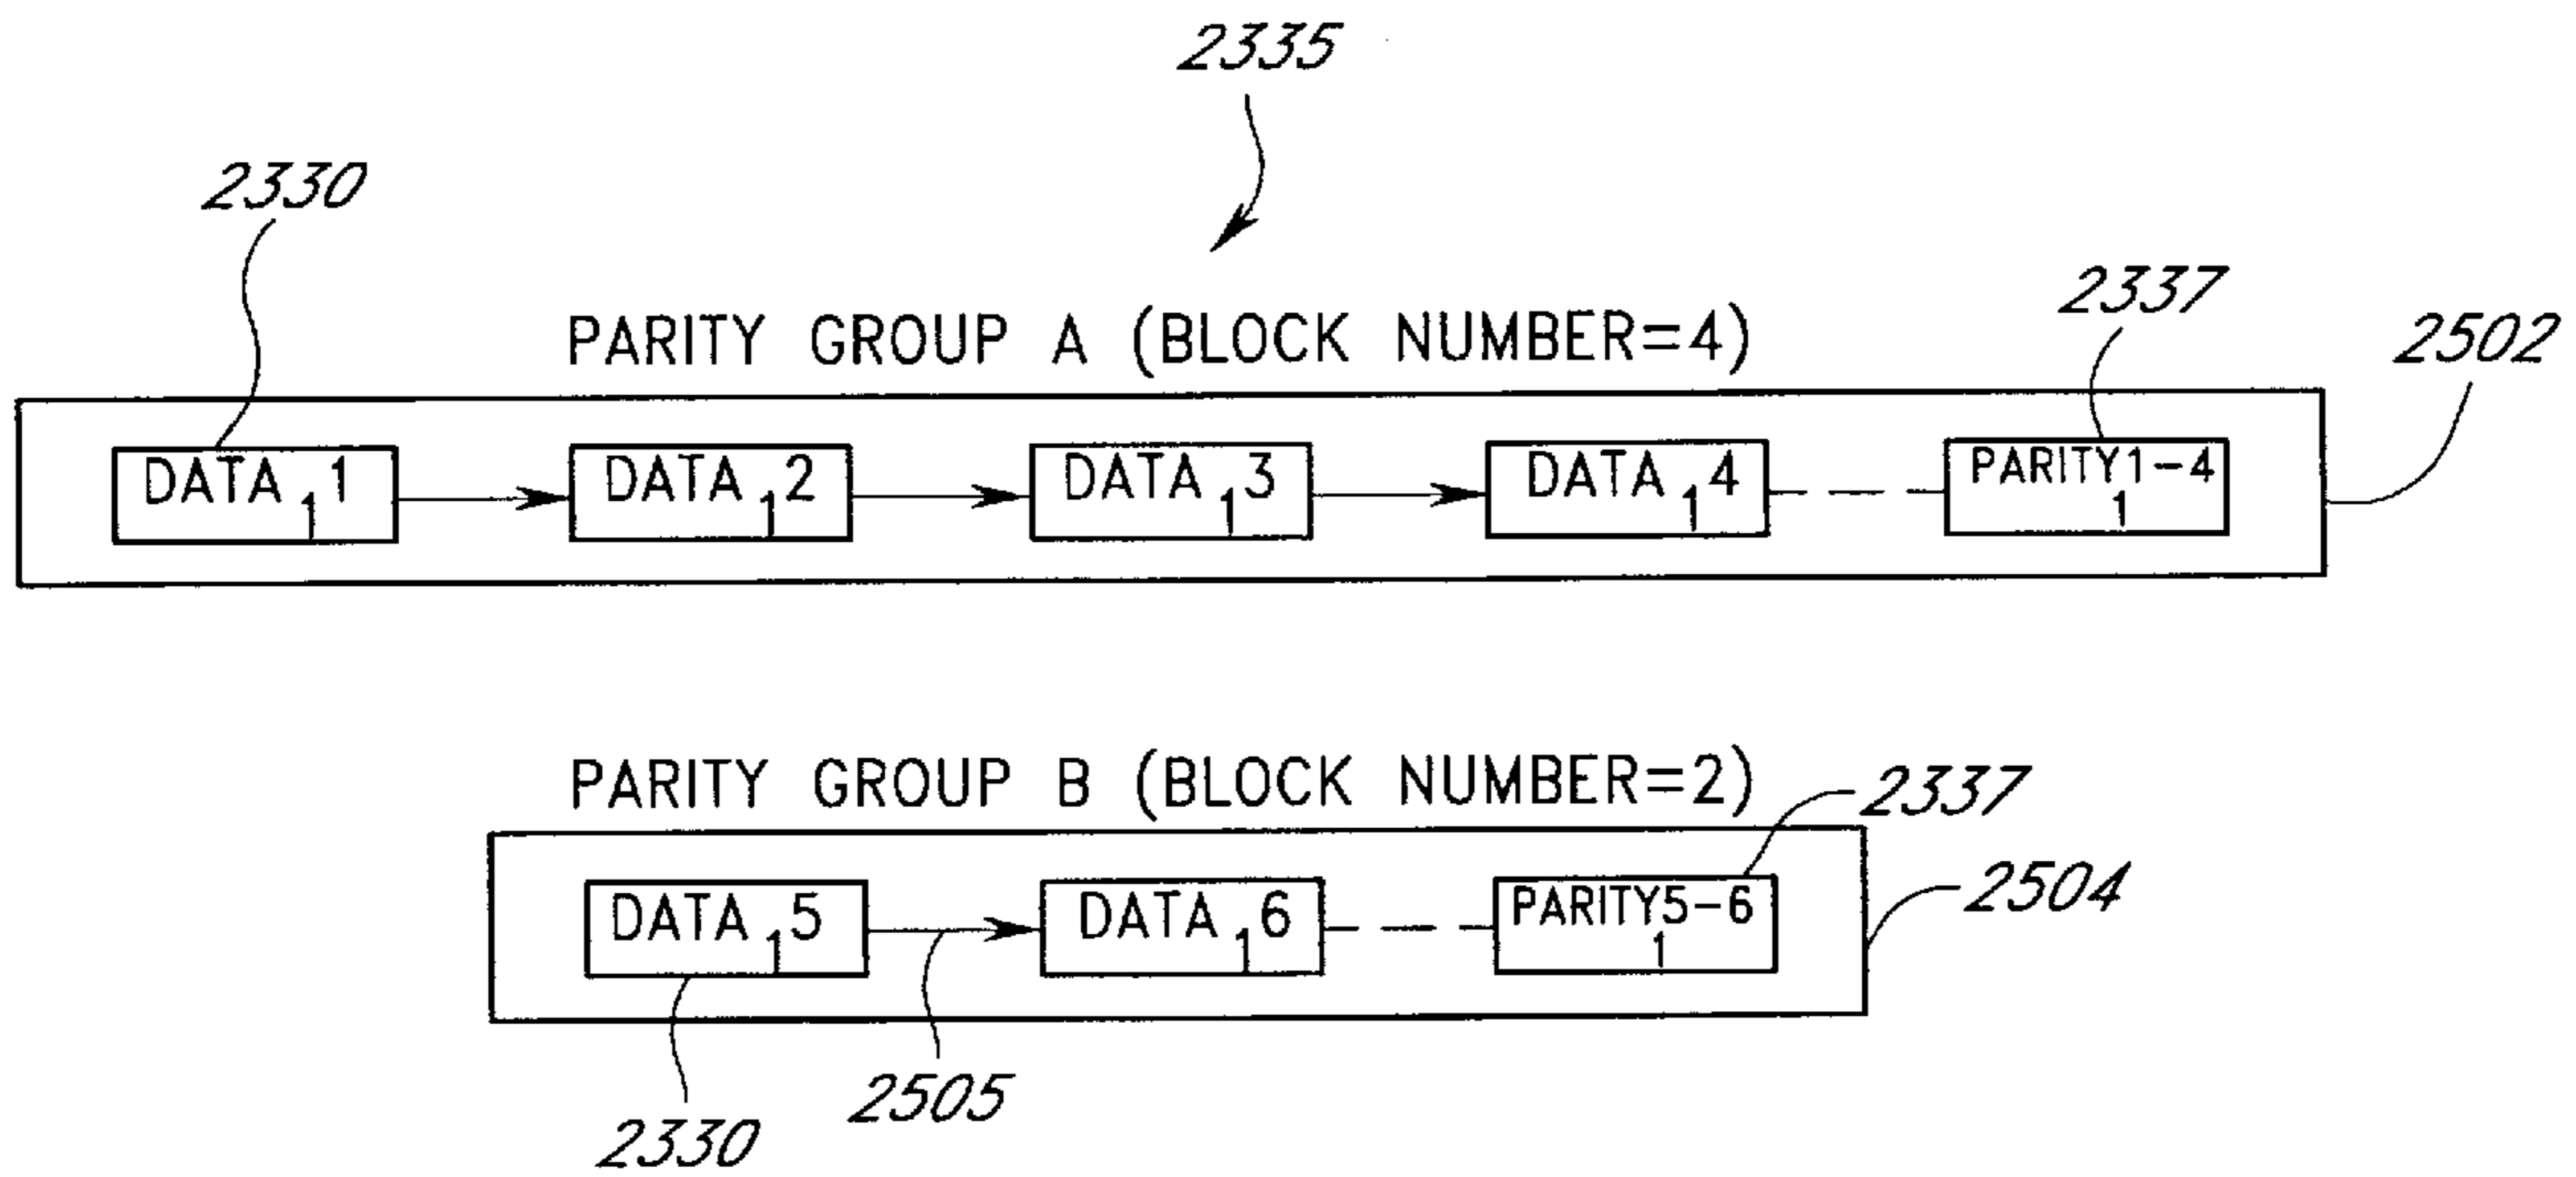 2335
2330
2337
2502
PARITY GROUP A (BLOCK NUMBER=4)
DATA 1 1
DATA 1 2
DATA 1 3
DATA 1 4
PARITY1-4
1
PARITY GROUP B (BLOCK NUMBER=2)
2337
2504
DATA 1 5
DATA 1 6
PARITY5-6
1
2505
2330